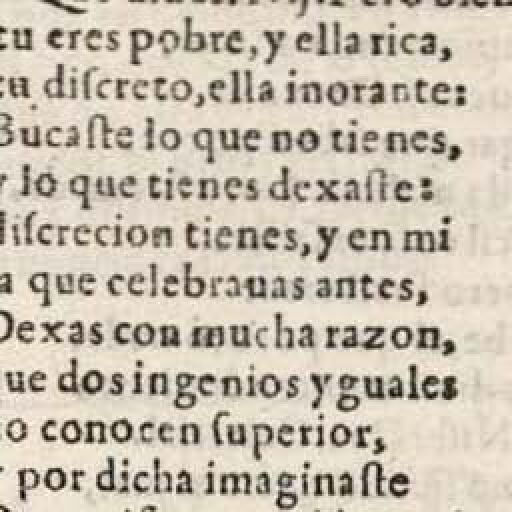 tu eres pobre, y ella rica,
tu discreto, ella inorante:
Bucaste lo que no tienes,
y lo que tienes dexaste:
discrecion tienes, y en mi
la que celebrauas antes,
Dexas con mucha razon,
que dos ingenios yguales
no conocen superior,
y por dicha imaginaste